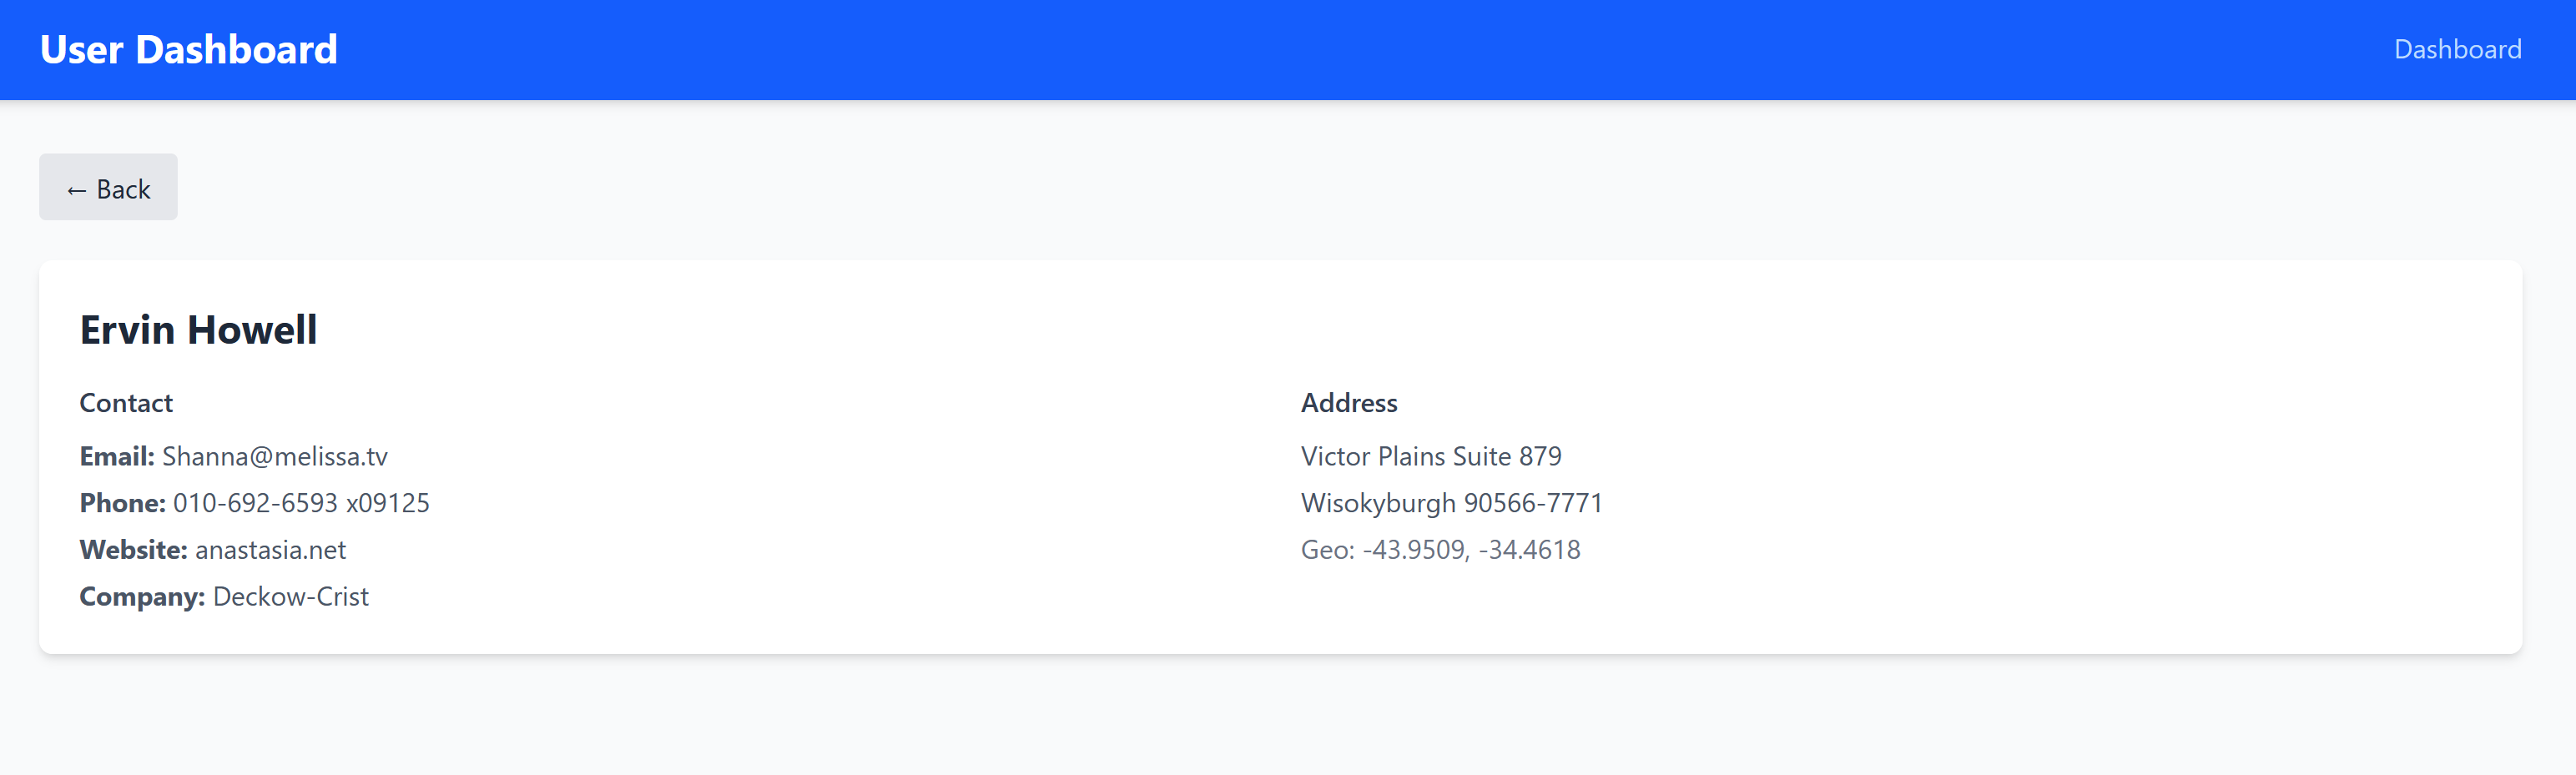 User Dashboard
Dashboard
← Back
Ervin Howell
Contact
Email: Shanna@melissa.tv
Phone: 010-692-6593 x09125
Website: anastasia.net
Company: Deckow-Crist
Address
Victor Plains Suite 879
Wisokyburgh 90566-7771
Geo: -43.9509, -34.4618